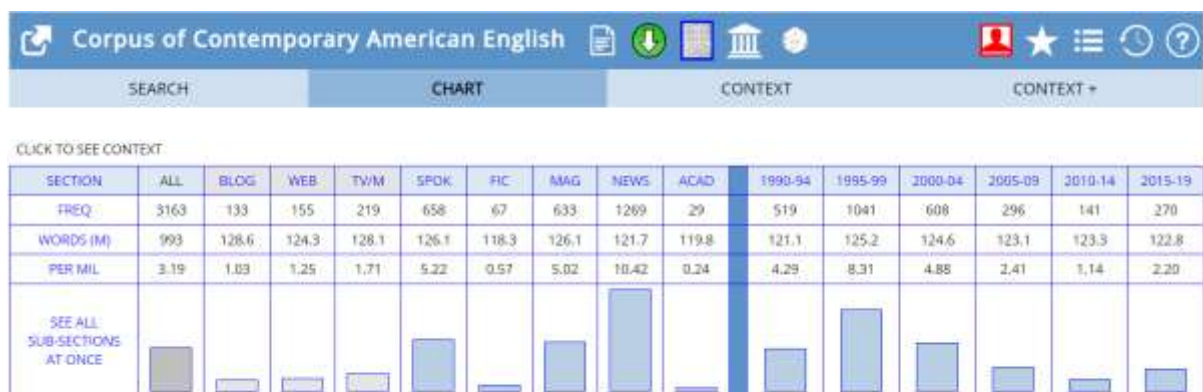 Corpus of Contemporary American English
SEARCH CHART CONTEXT CONTEXT +
CLICK TO SEE CONTEXT
SECTION ALL BLOG WEB TV/M SPOK FIC MAG NEWS ACAD 1990-94 1995-99 2000-04 2005-09 2010-14 2015-19
FREQ 3163 133 155 219 658 67 633 1269 29 519 1041 608 296 141 270
WORDS (M) 993 128.6 124.3 128.1 126.1 118.3 126.1 121.7 119.8 121.1 125.2 124.6 123.1 123.3 122.8
PER MIL 3.19 1.03 1.25 1.71 5.22 0.57 5.02 10.42 0.24 4.29 8.31 4.88 2.41 1.14 2.20
SEE ALL
SUB-SECTIONS
AT ONCE